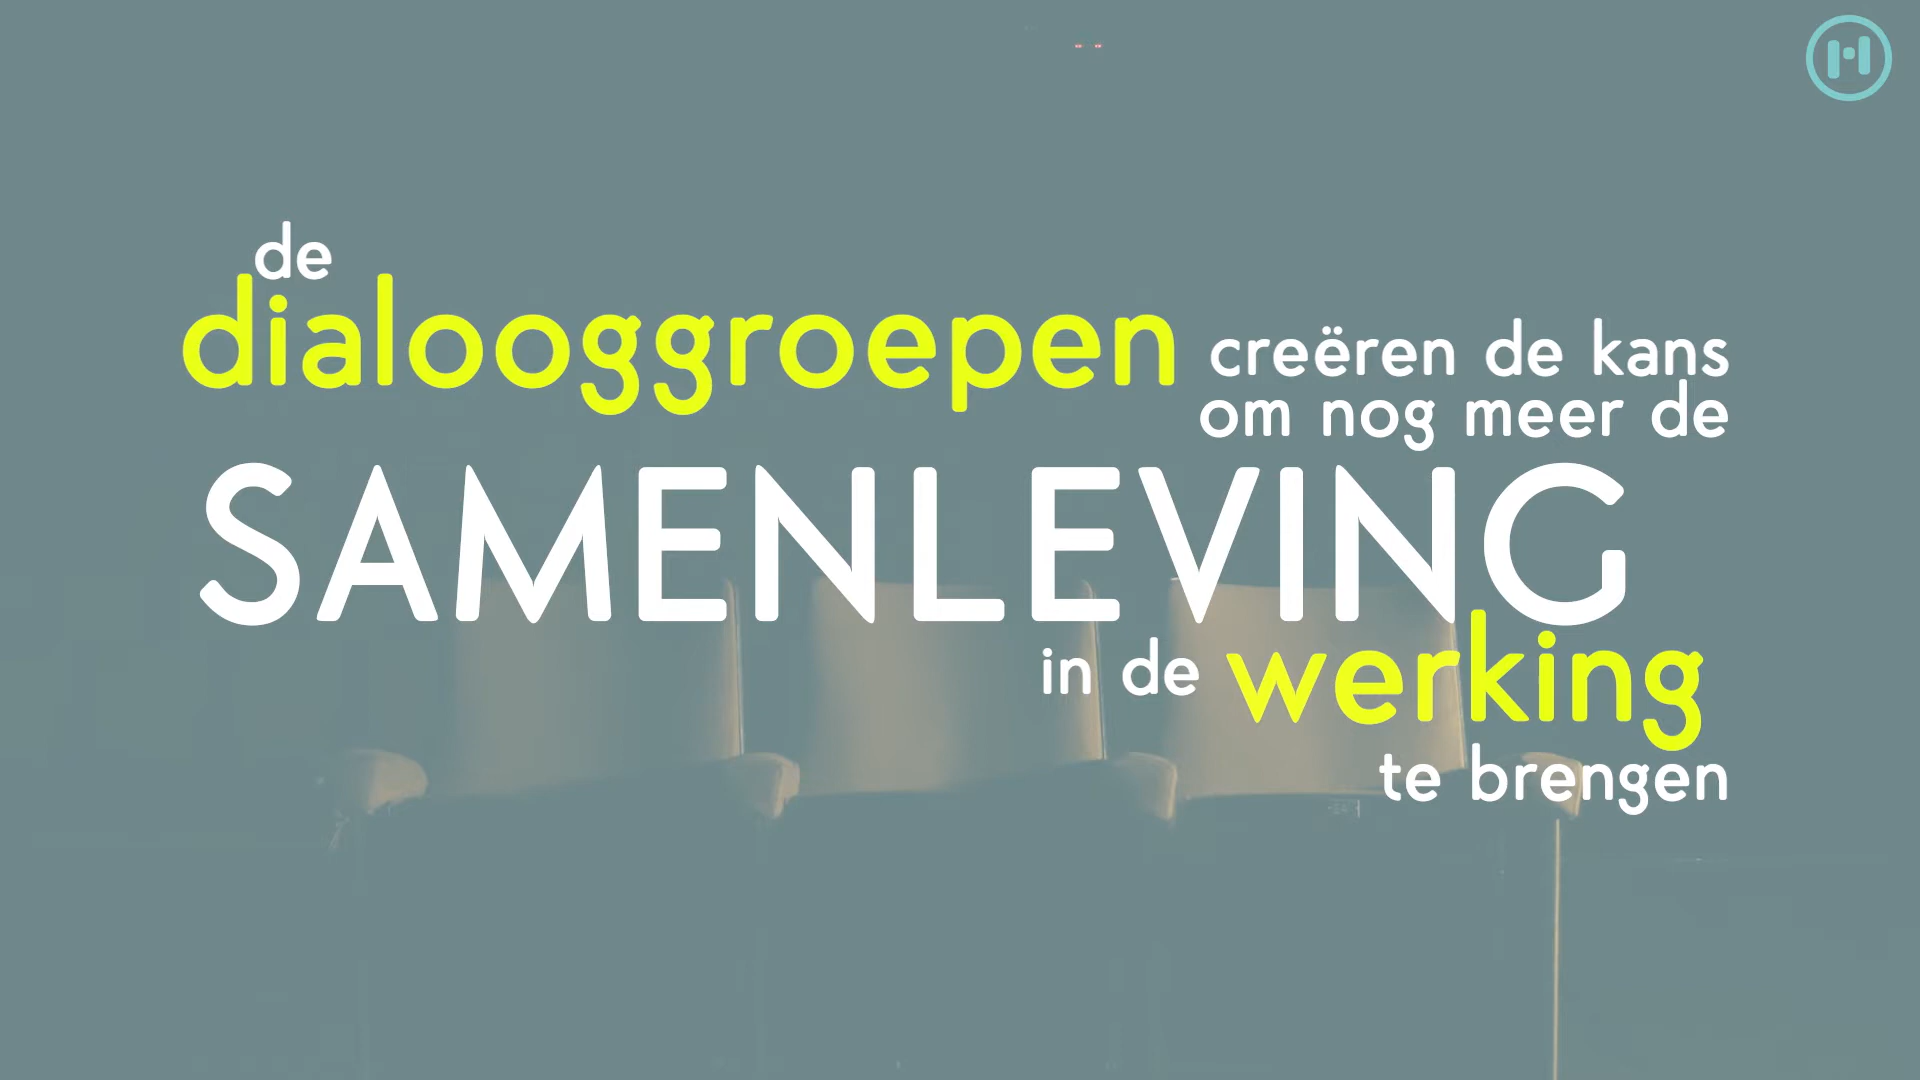 de
dialooggroepen creëren de kans
om nog meer de
SAMENLEVING
in de werking
te brengen